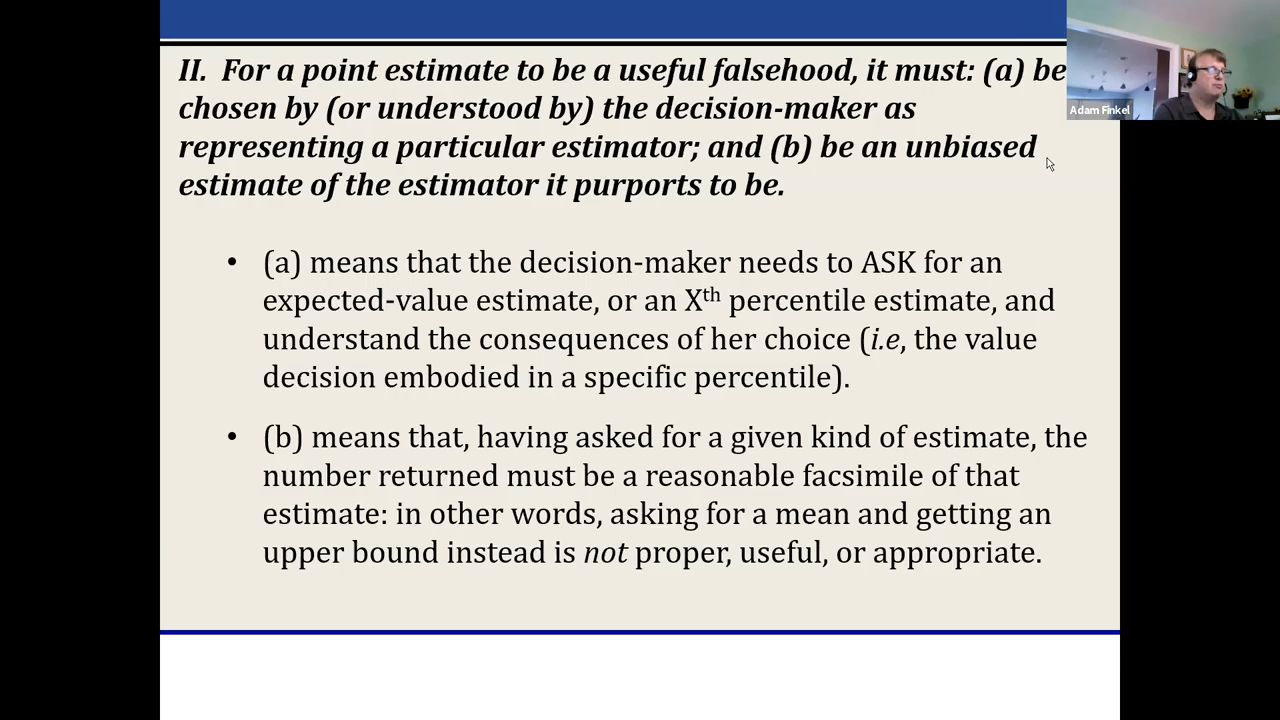 II. For a point estimate to be a useful falsehood, it must: (a) be
chosen by (or understood by) the decision-maker as
representing a particular estimator; and (b) be an unbiased
estimate of the estimator it purports to be.
• (a) means that the decision-maker needs to ASK for an
expected-value estimate, or an Xth percentile estimate, and
understand the consequences of her choice (i.e, the value
decision embodied in a specific percentile).
• (b) means that, having asked for a given kind of estimate, the
number returned must be a reasonable facsimile of that
estimate: in other words, asking for a mean and getting an
upper bound instead is not proper, useful, or appropriate.
Adam Finkel